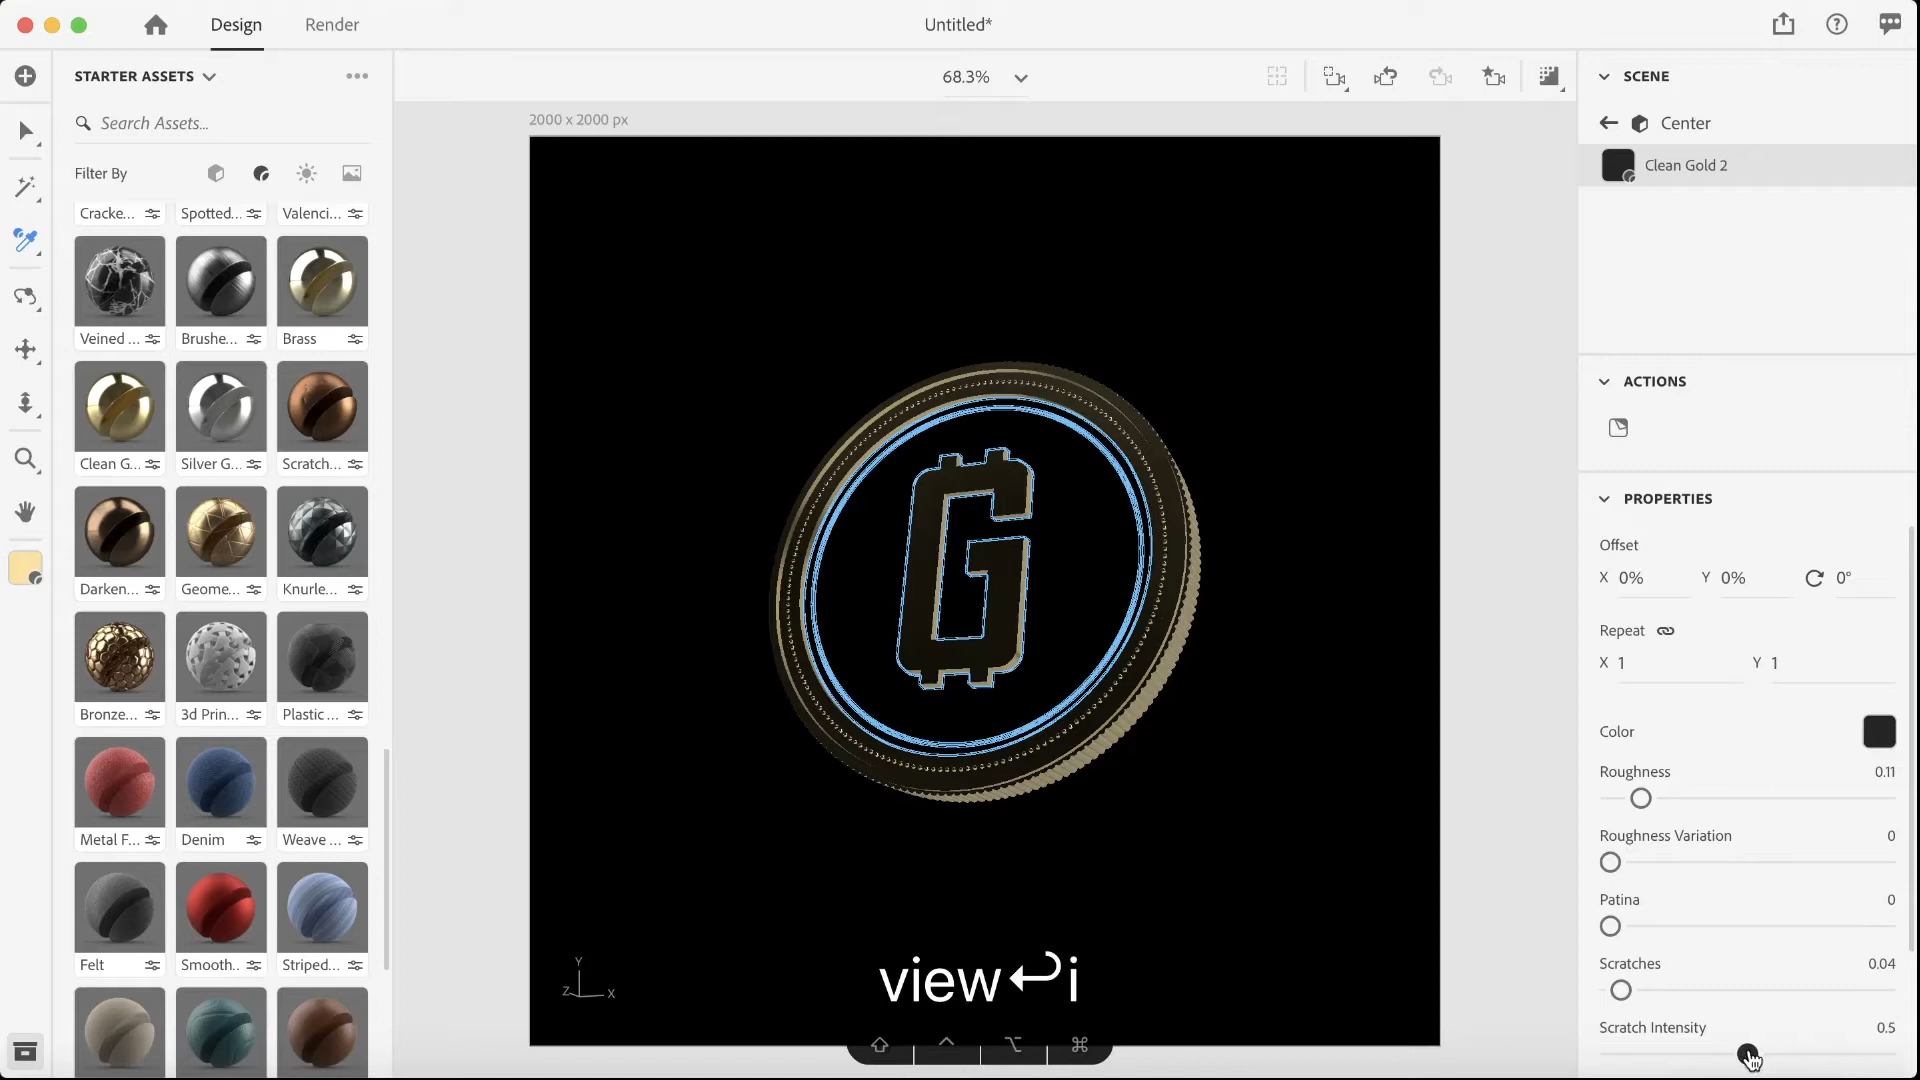 Design
Render
Untitled*
STARTER ASSETS
Search Assets...
Filter By
Cracke...
Spotted...
Valenci...
Veined ...
Brushe...
Brass
Clean G...
Silver G...
Scratch...
Darken...
Geome...
Knurle...
Bronze...
3d Prin...
Plastic ...
Metal F...
Denim
Weave ...
Felt
Smooth..
Striped...
68.3%
2000 x 2000 px
G
Y
Z X
view↩i
⇧ ^ ⌥ ⌘
SCENE
Center
Clean Gold 2
ACTIONS
PROPERTIES
Offset
X 0% Y 0% 0°
Repeat
X 1 Y 1
Color
Roughness 0.11
Roughness Variation 0
Patina 0
Scratches 0.04
Scratch Intensity 0.5